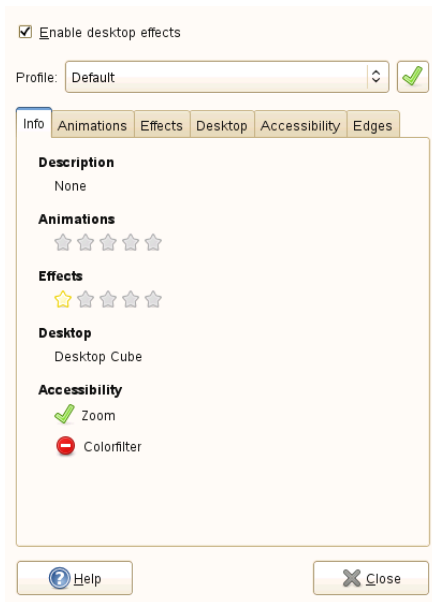 Enable desktop effects
Profile: Default
Info Animations Effects Desktop Accessibility Edges
Description
None
Animations
Effects
Desktop
Desktop Cube
Accessibility
Zoom
Colorfilter
Help Close